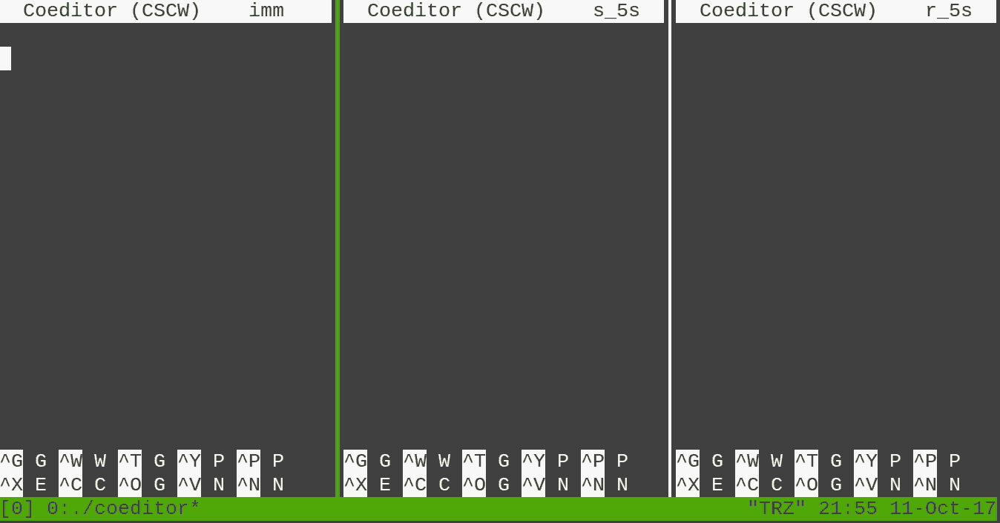 Coeditor (CSCW)    imm    Coeditor (CSCW)    s_5s    Coeditor (CSCW)    r_5s
^G G ^W W ^T G ^Y P ^P P    ^G G ^W W ^T G ^Y P ^P P    ^G G ^W W ^T G ^Y P ^P P
^X E ^C C ^O G ^V N ^N N    ^X E ^C C ^O G ^V N ^N N    ^X E ^C C ^O G ^V N ^N N
[0] 0:./coeditor*    "TRZ" 21:55 11-Oct-17